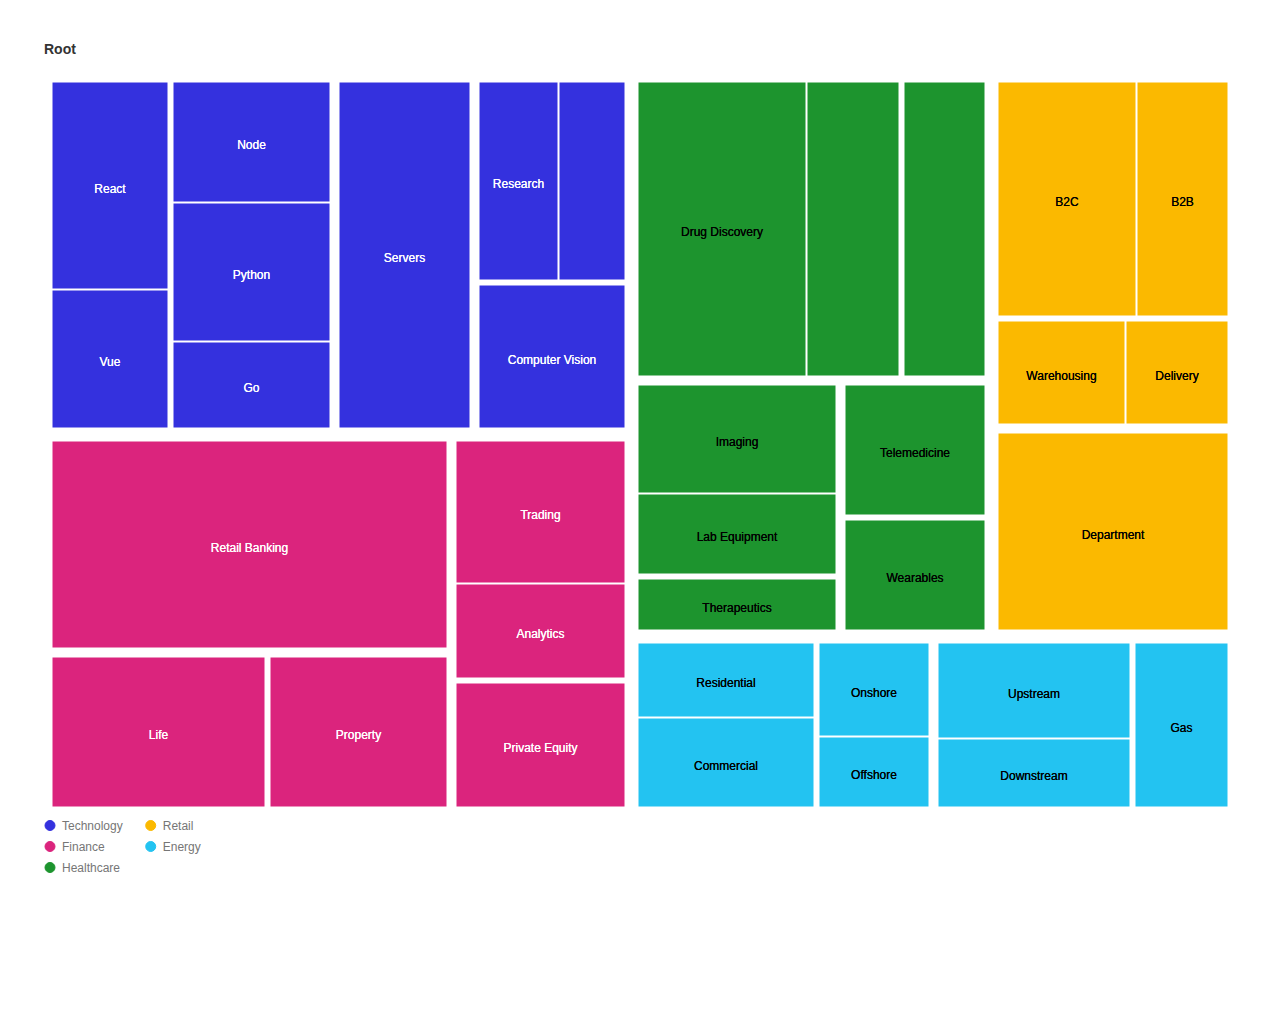 Root
React
Vue
Node
Python
Go
Servers
Research
Computer Vision
Retail Banking
Life
Property
Trading
Analytics
Private Equity
Drug Discovery
Imaging
Lab Equipment
Therapeutics
Telemedicine
Wearables
B2C
B2B
Warehousing
Delivery
Department
Residential
Commercial
Onshore
Offshore
Upstream
Downstream
Gas
Technology
Finance
Healthcare
Retail
Energy